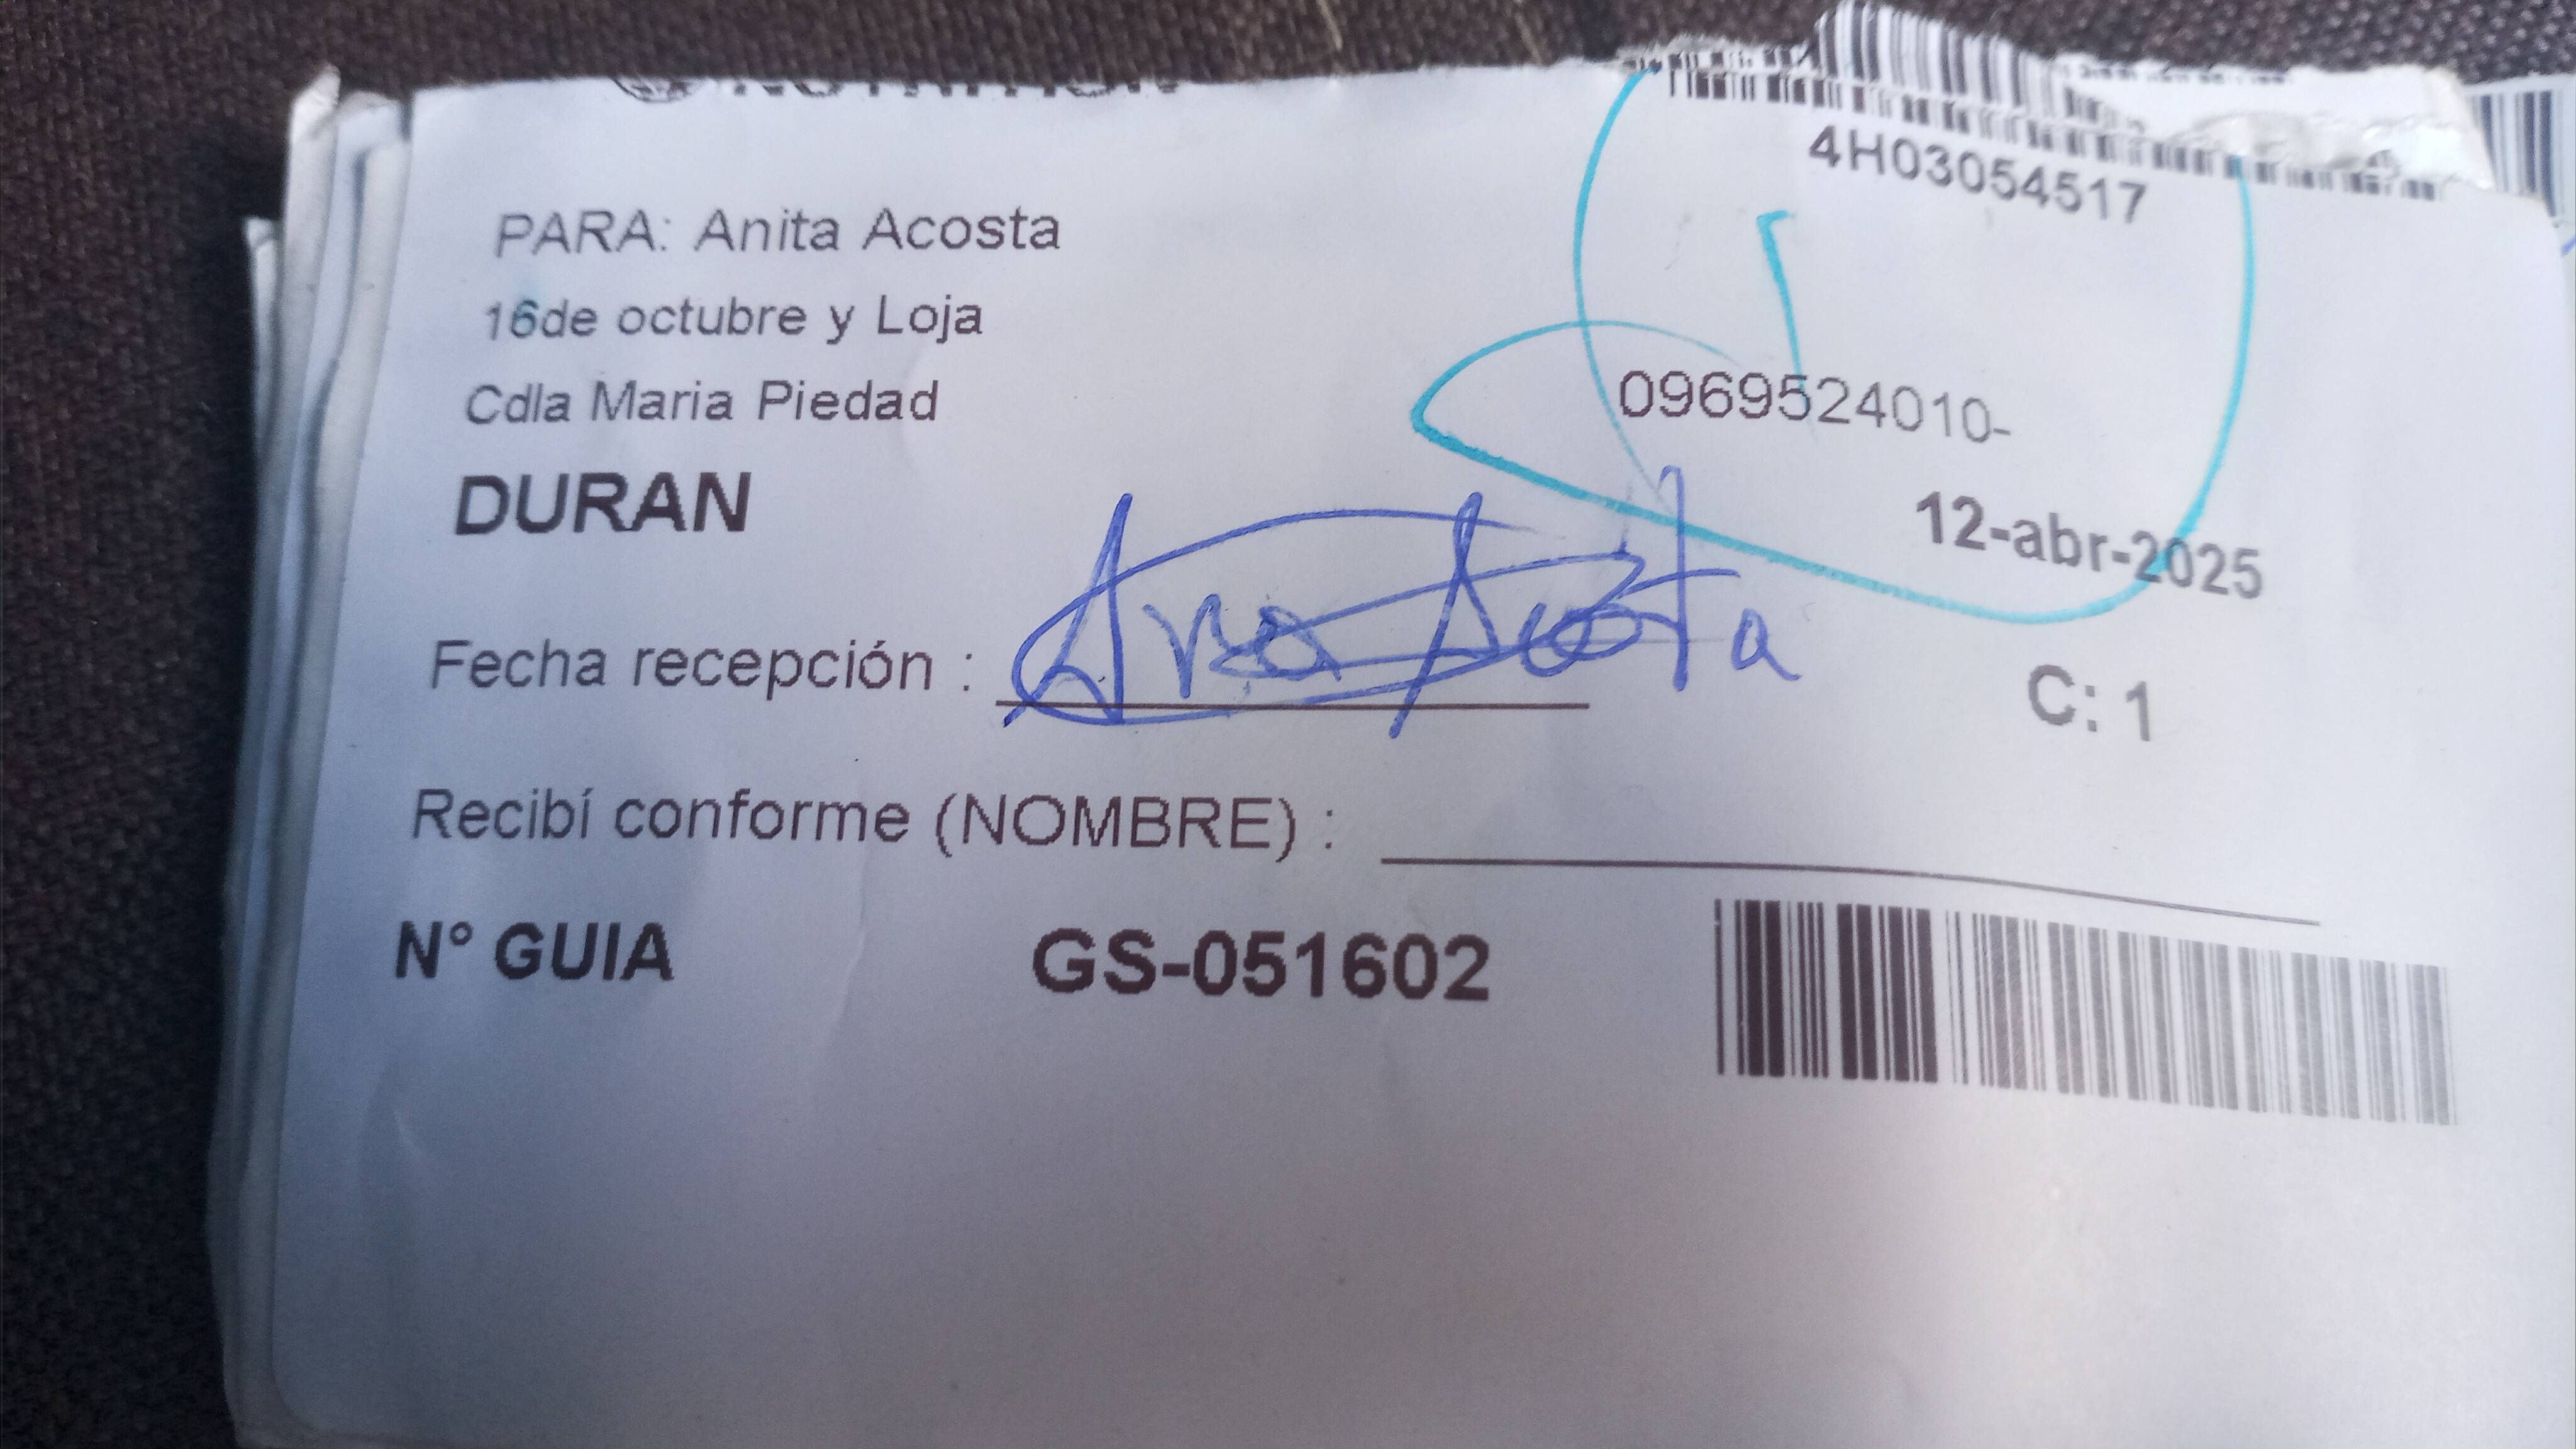 4H03054517
PARA: Anita Acosta
16de octubre y Loja
Cdla Maria Piedad
0969524010-
DURAN
12-abr-2025
Fecha recepción : Ana Acosta
C: 1
Recibí conforme (NOMBRE) :
N° GUIA GS-051602